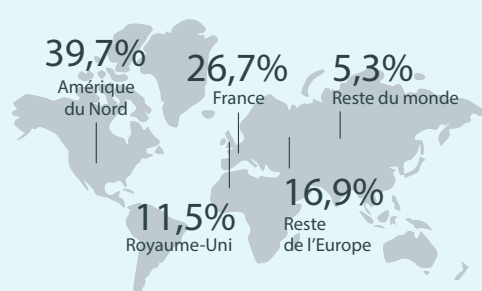 39,7%
Amérique
du Nord
26,7%
France
5,3%
Reste du monde
11,5%
Royaume-Uni
16,9%
Reste
de l’Europe